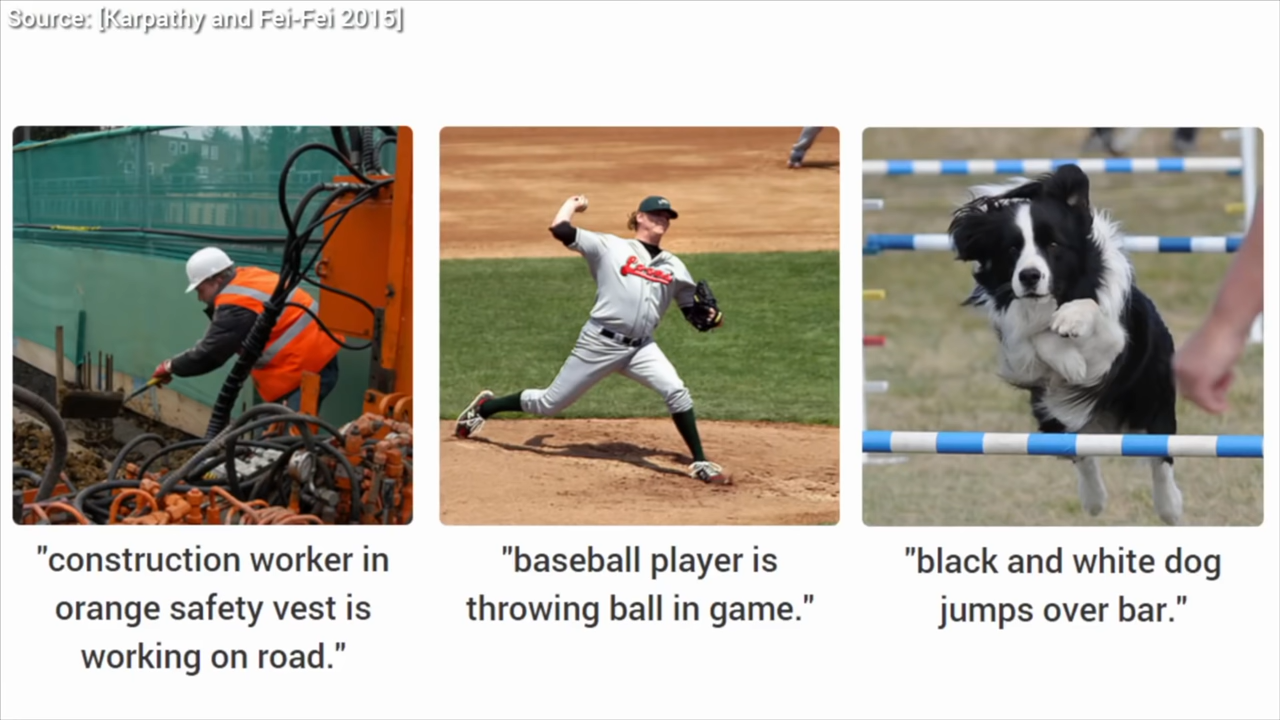 Source: [Karpathy and Fei-Fei 2015]
"construction worker in
orange safety vest is
working on road."
"baseball player is
throwing ball in game."
"black and white dog
jumps over bar."